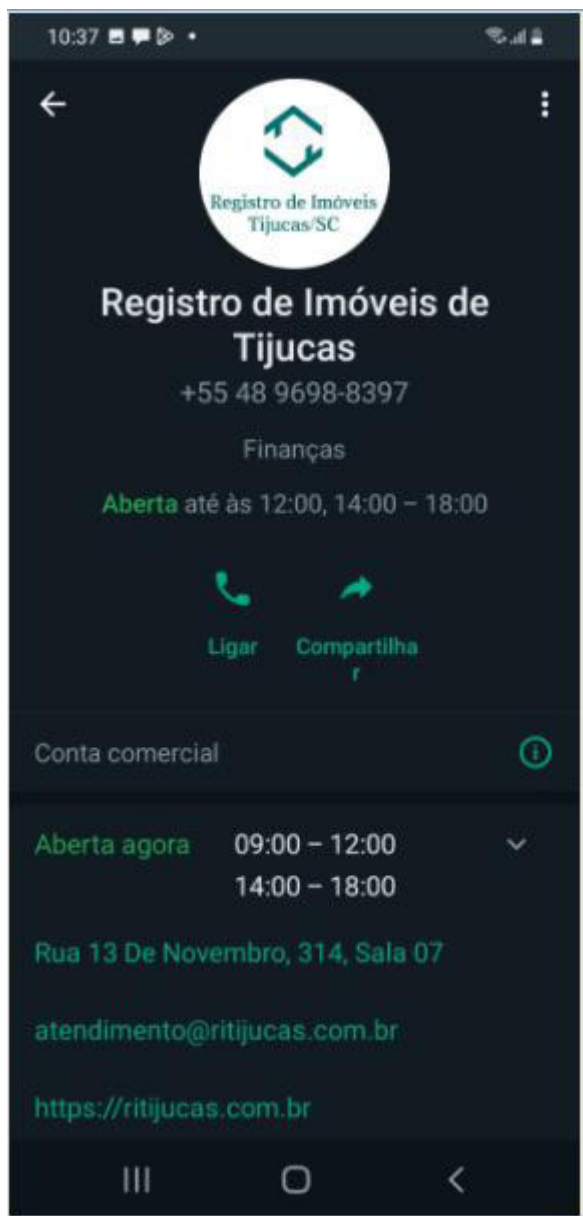 10:37
Registro de Imóveis
Tijucas/SC
Registro de Imóveis de
Tijucas
+55 48 9698-8397
Finanças
Aberta até às 12:00, 14:00 – 18:00
Ligar
Compartilha
r
Conta comercial
Aberta agora 09:00 – 12:00
14:00 – 18:00
Rua 13 De Novembro, 314, Sala 07
atendimento@ritijucas.com.br
https://ritijucas.com.br